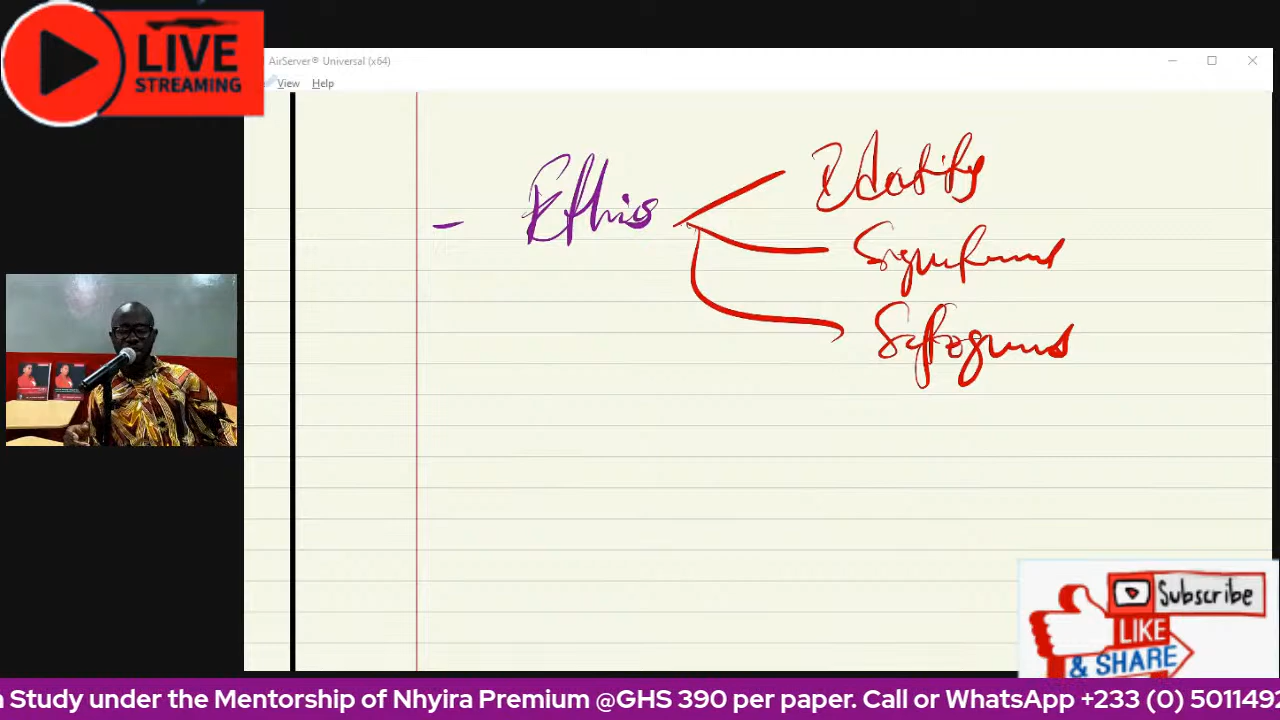 LIVE
STREAMING
AirServer® Universal (x64)
View Help
- Ethics
Identify
Significant
Safeguards
Subscribe
LIKE
& SHARE
Study under the Mentorship of Nhyira Premium @GHS 390 per paper. Call or WhatsApp +233 (0) 501149